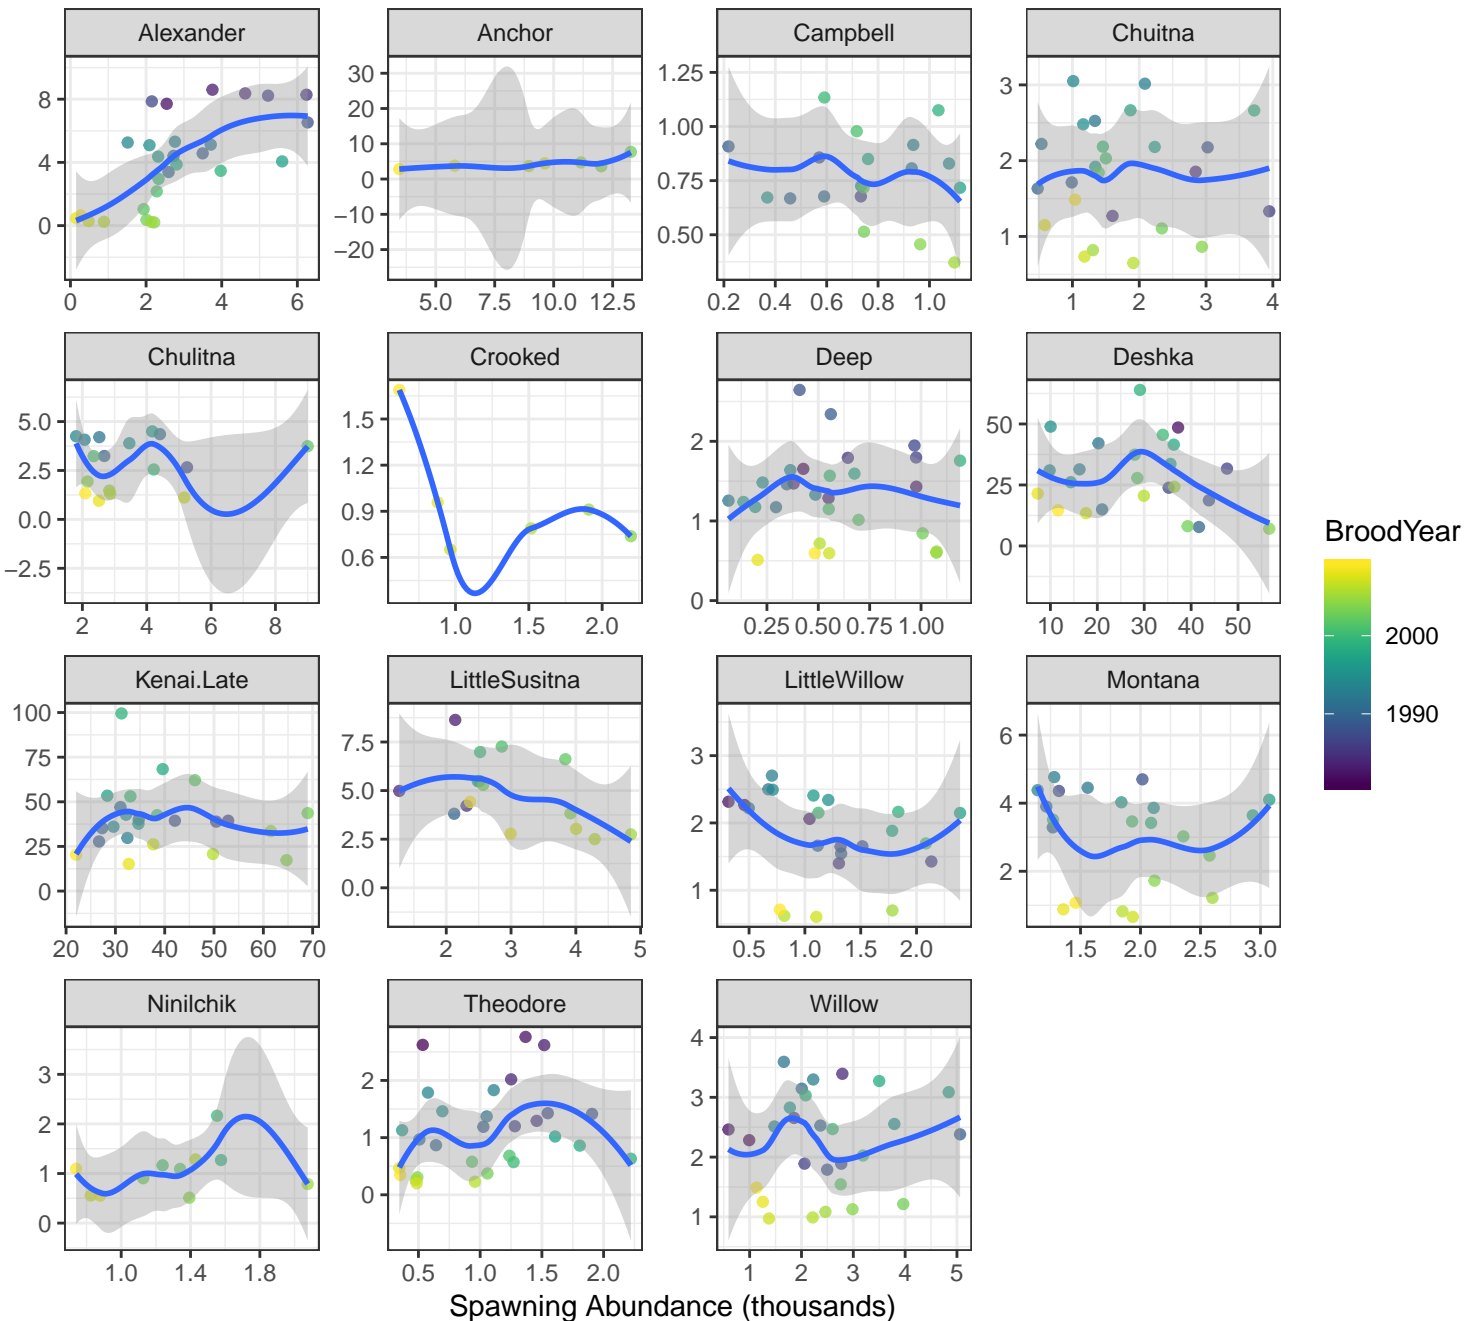 Alexander Anchor Campbell Chuitna
8 4 0
30 20 10 0 −10 −20
1.25 1.00 0.75 0.50
3 2 1
0 2 4 6
5.0 7.5 10.0 12.5
0.2 0.4 0.6 0.8 1.0
1 2 3 4
Chulitna Crooked Deep Deshka
5.0 2.5 0.0 −2.5
1.5 1.2 0.9 0.6
2 1 0
50 25 0
2 4 6 8
1.0 1.5 2.0
0.25 0.50 0.75 1.00
10 20 30 40 50
BroodYear
2000
1990
Kenai.Late LittleSusitna LittleWillow Montana
100 75 50 25 0
7.5 5.0 2.5 0.0
3 2 1
6 4 2
20 30 40 50 60 70
2 3 4 5
0.5 1.0 1.5 2.0
1.5 2.0 2.5 3.0
Ninilchik Theodore Willow
3 2 1 0
2 1 0
4 3 2 1
1.0 1.4 1.8
0.5 1.0 1.5 2.0
1 2 3 4 5
Spawning Abundance (thousands)